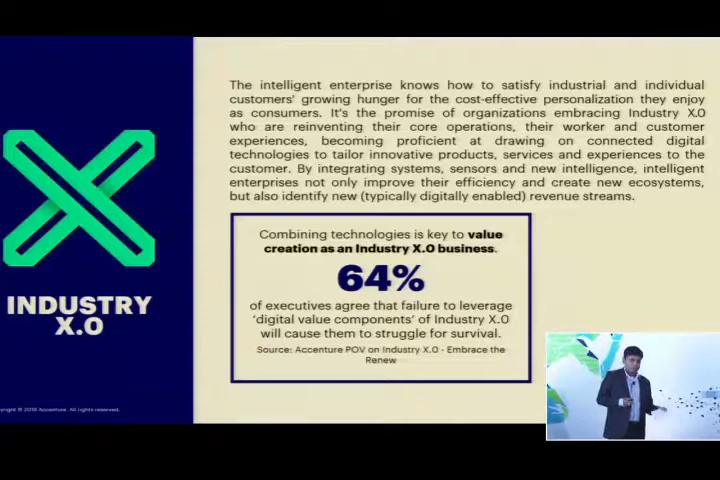 INDUSTRY
X.0
The intelligent enterprise knows how to satisfy industrial and individual
customers' growing hunger for the cost-effective personalization they enjoy
as consumers. It's the promise of organizations embracing Industry X.0
who are reinventing their core operations, their worker and customer
experiences, becoming proficient at drawing on connected digital
technologies to tailor innovative products, services and experiences to the
customer. By integrating systems, sensors and new intelligence, intelligent
enterprises not only improve their efficiency and create new ecosystems,
but also identify new (typically digitally enabled) revenue streams.
Combining technologies is key to value
creation as an Industry X.0 business.
64%
of executives agree that failure to leverage
'digital value components' of Industry X.0
will cause them to struggle for survival.
Source: Accenture POV on Industry X.0 - Embrace the
Renew
pyright © 2018 Accenture. All rights reserved.